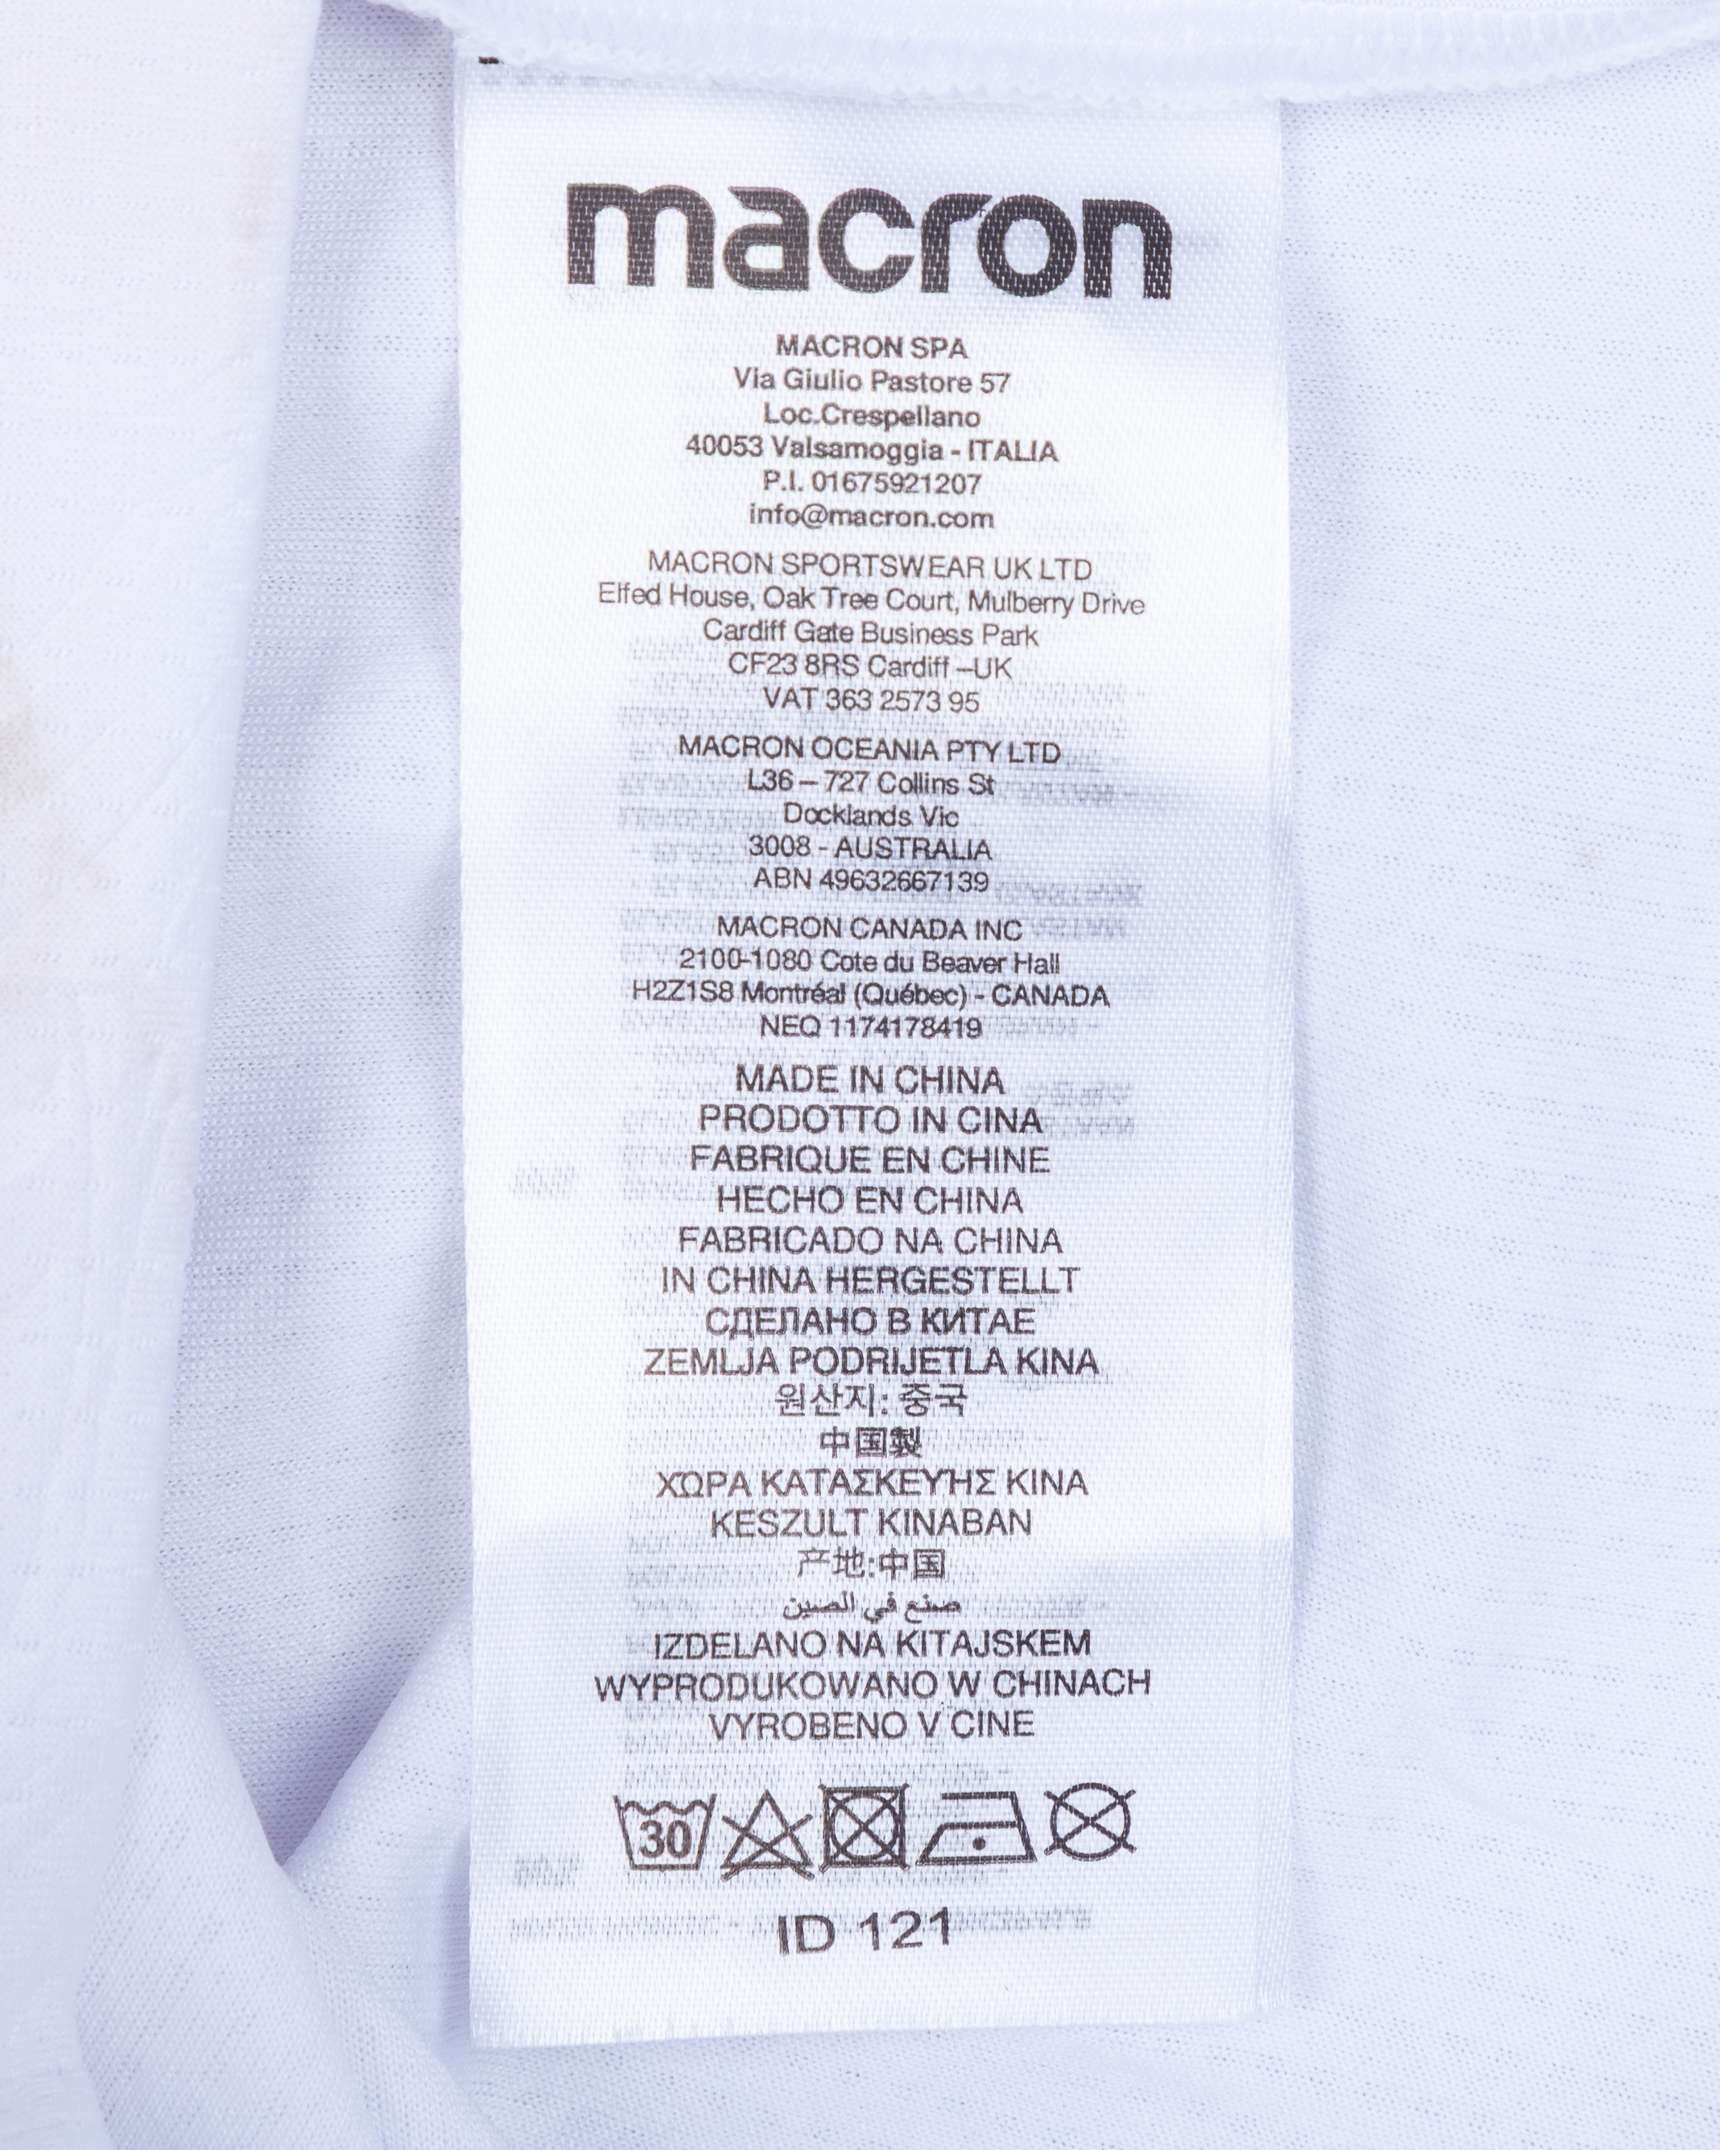 macron
MACRON SPA
Via Giulio Pastore 57
Loc.Crespellano
40053 Valsamoggia - ITALIA
P.I. 01675921207
info@macron.com
MACRON SPORTSWEAR UK LTD
Elfed House, Oak Tree Court, Mulberry Drive
Cardiff Gate Business Park
CF23 8RS Cardiff –UK
VAT 363 2573 95
MACRON OCEANIA PTY LTD
L36 – 727 Collins St
Docklands Vic
3008 - AUSTRALIA
ABN 49632667139
MACRON CANADA INC
2100-1080 Cote du Beaver Hall
H2Z1S8 Montréal (Québec) - CANADA
NEQ 1174178419
MADE IN CHINA
PRODOTTO IN CINA
FABRIQUE EN CHINE
HECHO EN CHINA
FABRICADO NA CHINA
IN CHINA HERGESTELLT
СДЕЛАНО В КИТАЕ
ZEMLJA PODRIJETLA KINA
원산지: 중국
中国製
ΧΩΡΑ ΚΑΤΑΣΚΕΥΉΣ ΚΙΝΑ
KESZULT KINABAN
产地:中国
صنع في الصين
IZDELANO NA KITAJSKEM
WYPRODUKOWANO W CHINACH
VYROBENO V CINE
30
ID 121